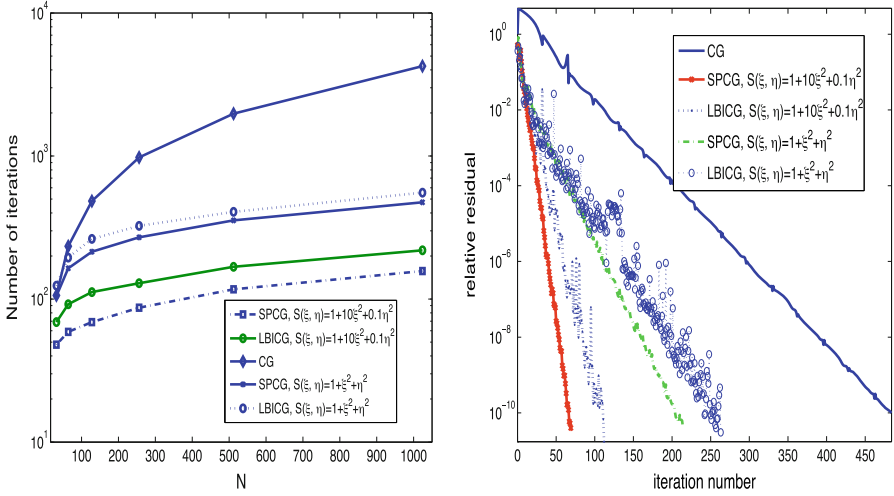 10^4
10^3
10^2
10^1
Number of iterations
100 200 300 400 500 600 700 800 900 1000
N
SPCG, S(ξ, η)=1+10ξ^2+0.1η^2
LBICG, S(ξ, η)=1+10ξ^2+0.1η^2
CG
SPCG, S(ξ, η)=1+ξ^2+η^2
LBICG, S(ξ, η)=1+ξ^2+η^2
10^0
10^-2
10^-4
10^-6
10^-8
10^-10
relative residual
0 50 100 150 200 250 300 350 400 450
iteration number
CG
SPCG, S(ξ, η)=1+10ξ^2+0.1η^2
LBICG, S(ξ, η)=1+10ξ^2+0.1η^2
SPCG, S(ξ, η)=1+ξ^2+η^2
LBICG, S(ξ, η)=1+ξ^2+η^2